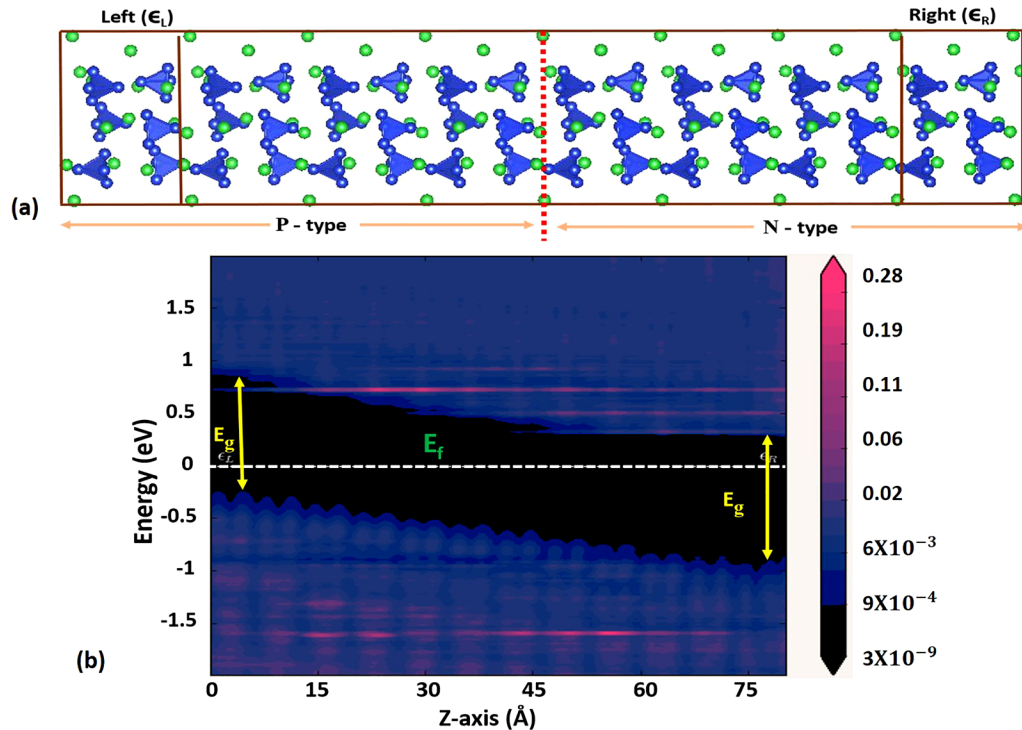 Left (ϵL)
Right (ϵR)
(a)
P - type
N - type
(b)
Energy (eV)
1.5
1
0.5
0
-0.5
-1
-1.5
Eg
ϵL
Ef
ϵR
Eg
0
15
30
45
60
75
Z-axis (Å)
0.28
0.19
0.11
0.06
0.02
6X10⁻³
9X10⁻⁴
3X10⁻⁹